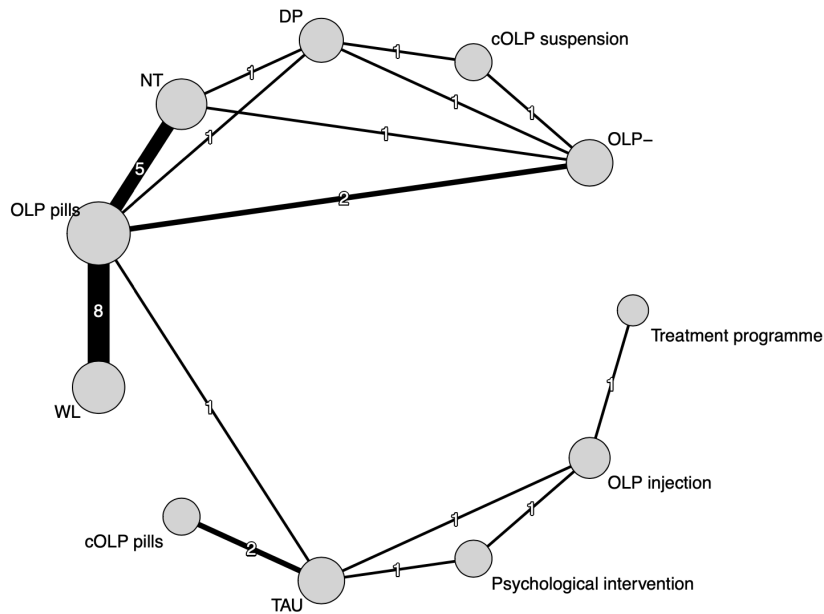 DP
cOLP suspension
1
NT
1
1
1
OLP–
1
1
5
2
OLP pills
8
Treatment programme
1
1
WL
OLP injection
1
1
cOLP pills
2
1
Psychological intervention
TAU